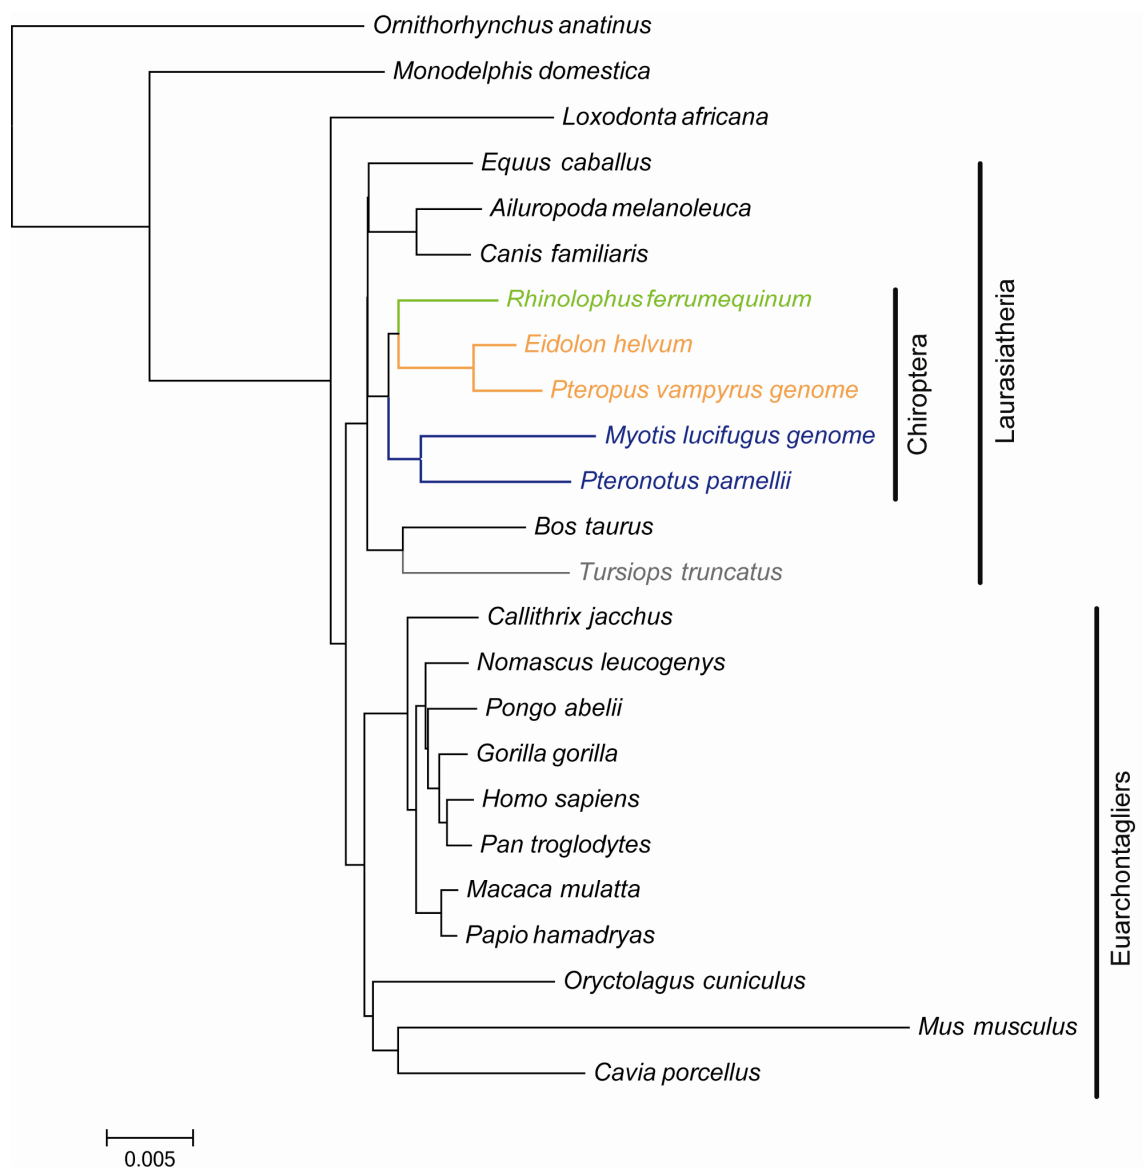 Ornithorhynchus anatinus
Monodelphis domestica
Loxodonta africana
Equus caballus
Ailuropoda melanoleuca
Canis familiaris
Rhinolophus ferrumequinum
Eidolon helvum
Pteropus vampyrus genome
Myotis lucifugus genome
Pteronotus parnellii
Bos taurus
Tursiops truncatus
Callithrix jacchus
Nomascus leucogenys
Pongo abelii
Gorilla gorilla
Homo sapiens
Pan troglodytes
Macaca mulatta
Papio hamadryas
Oryctolagus cuniculus
Mus musculus
Cavia porcellus
Chiroptera
Laurasiatheria
Euarchontagliers
0.005